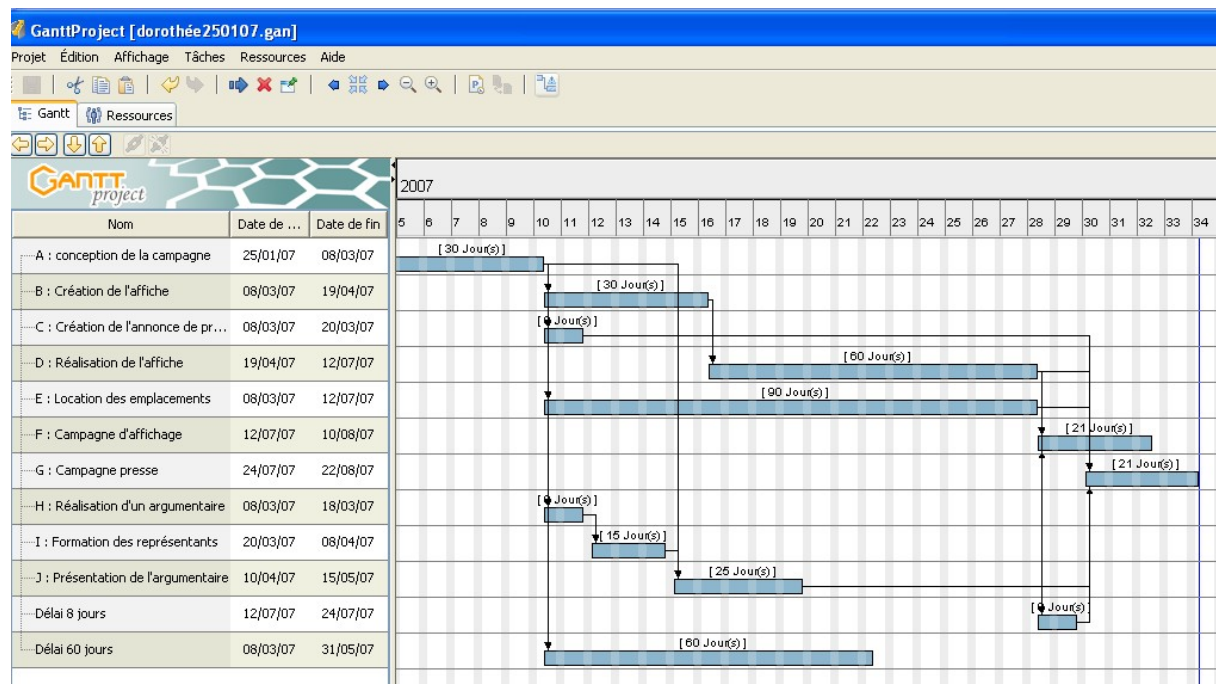 GanttProject [dorothée250107.gan]
Projet Édition Affichage Tâches Ressources Aide
Gantt Ressources
GANTT project
2007
Nom Date de ... Date de fin 5 6 7 8 9 10 11 12 13 14 15 16 17 18 19 20 21 22 23 24 25 26 27 28 29 30 31 32 33 34
A : conception de la campagne 25/01/07 08/03/07 [ 30 Jour(s) ]
B : Création de l'affiche 08/03/07 19/04/07 [ 30 Jour(s) ]
C : Création de l'annonce de pr... 08/03/07 20/03/07 Jour(s) ]
D : Réalisation de l'affiche 19/04/07 12/07/07 [ 60 Jour(s) ]
E : Location des emplacements 08/03/07 12/07/07 [ 90 Jour(s) ]
F : Campagne d'affichage 12/07/07 10/08/07 [ 21 Jour(s) ]
G : Campagne presse 24/07/07 22/08/07 [ 21 Jour(s) ]
H : Réalisation d'un argumentaire 08/03/07 18/03/07 Jour(s) ]
I : Formation des représentants 20/03/07 08/04/07 [ 15 Jour(s) ]
J : Présentation de l'argumentaire 10/04/07 15/05/07 [ 25 Jour(s) ]
Délai 8 jours 12/07/07 24/07/07 Jour(s) ]
Délai 60 jours 08/03/07 31/05/07 [ 60 Jour(s) ]